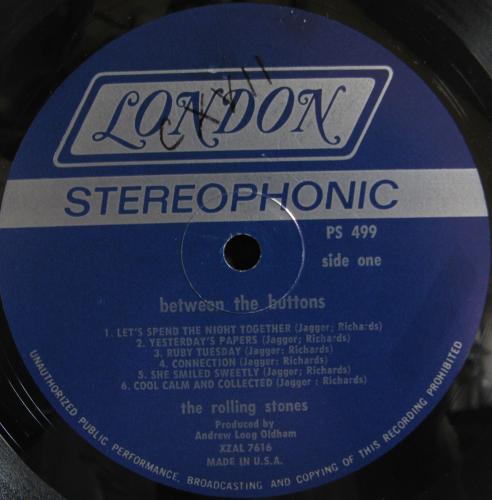 LONDON
CX211
STEREOPHONIC
PS 499
side one
between the buttons
1. LET'S SPEND THE NIGHT TOGETHER (Jagger; Richards)
2. YESTERDAY'S PAPERS (Jagger; Richards)
3. RUBY TUESDAY (Jagger; Richards)
4. CONNECTION (Jagger; Richards)
5. SHE SMILED SWEETLY (Jagger; Richards)
6. COOL CALM AND COLLECTED (Jagger : Richards)
the rolling stones
Produced by
Andrew Loog Oldham
XZAL 7616
MADE IN U.S.A.
UNAUTHORIZED PUBLIC PERFORMANCE, BROADCASTING AND COPYING OF THIS RECORDING PROHIBITED